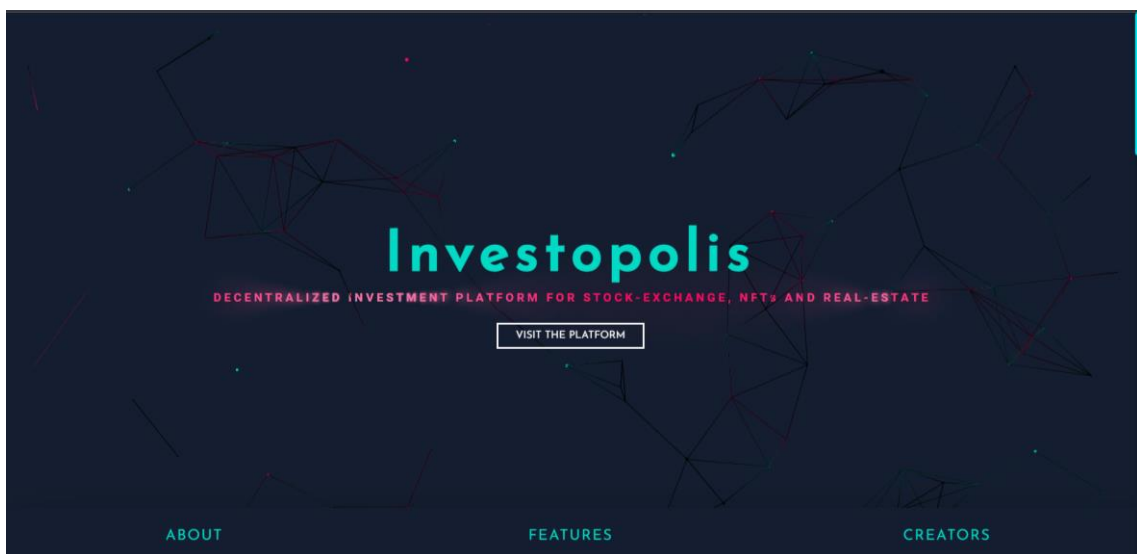 Investopolis
DECENTRALIZED INVESTMENT PLATFORM FOR STOCK-EXCHANGE, NFTs AND REAL-ESTATE
VISIT THE PLATFORM
ABOUT FEATURES CREATORS